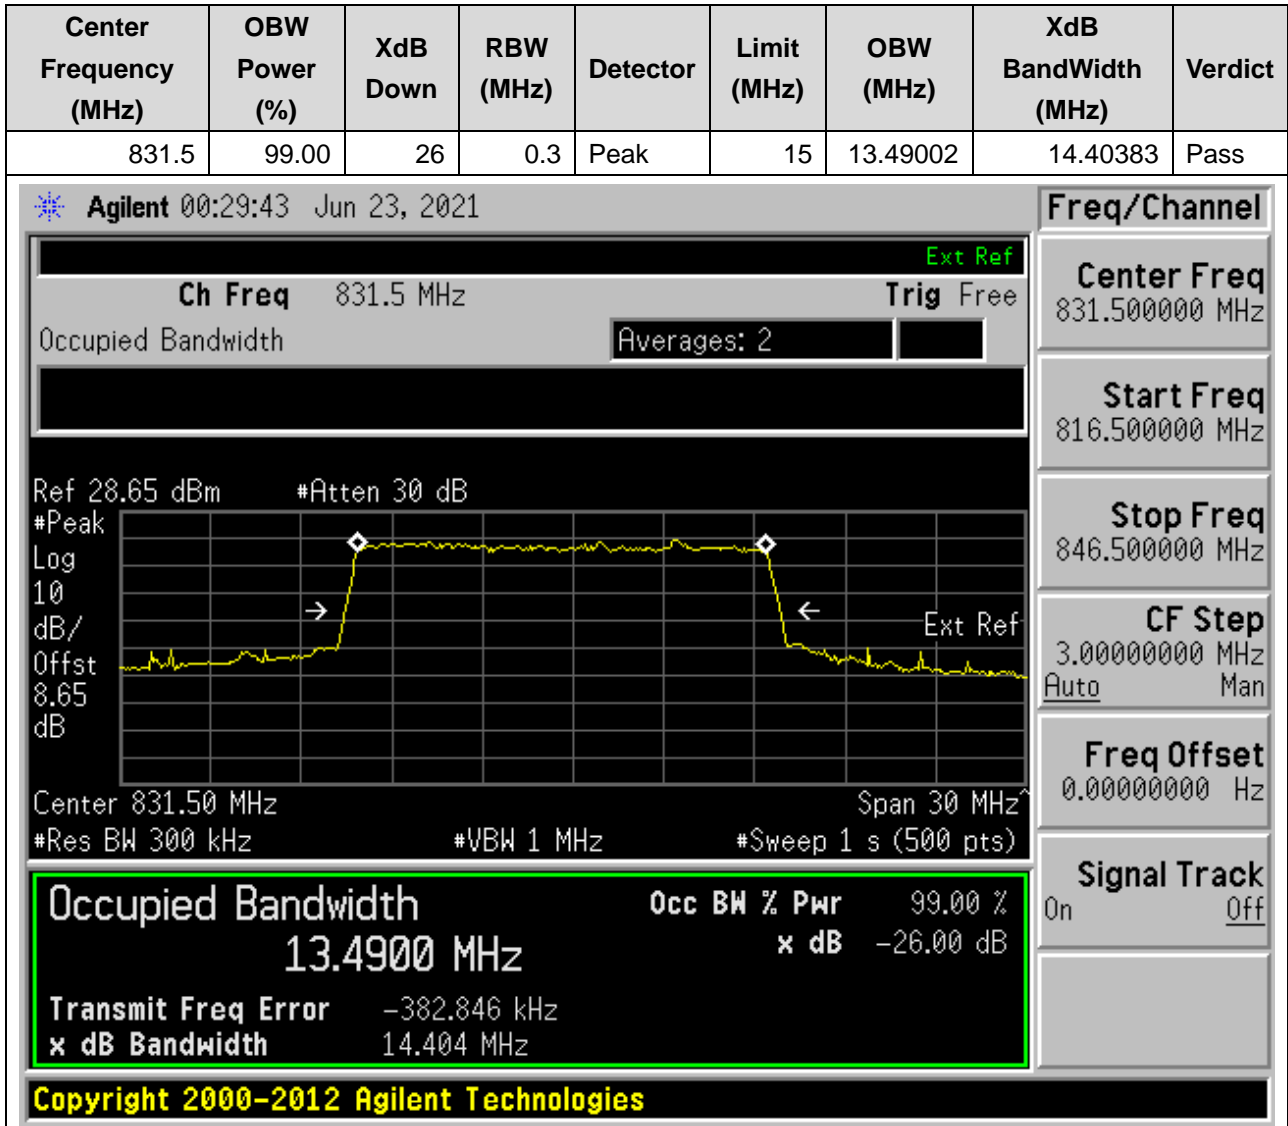 Center Frequency (MHz) OBW Power (%) XdB Down RBW (MHz) Detector Limit (MHz) OBW (MHz) XdB BandWidth (MHz) Verdict
831.5 99.00 26 0.3 Peak 15 13.49002 14.40383 Pass
Agilent 00:29:43 Jun 23, 2021
Freq/Channel
Ext Ref
Ch Freq 831.5 MHz Trig Free
Occupied Bandwidth Averages: 2
Center Freq
831.500000 MHz
Start Freq
816.500000 MHz
Stop Freq
846.500000 MHz
CF Step
3.00000000 MHz
Auto Man
Freq Offset
0.00000000 Hz
Signal Track
On Off
Ref 28.65 dBm #Atten 30 dB
#Peak
Log
10
dB/
Offst
8.65
dB
Ext Ref
Center 831.50 MHz Span 30 MHz^
#Res BW 300 kHz #VBW 1 MHz #Sweep 1 s (500 pts)
Occupied Bandwidth
13.4900 MHz
Occ BW % Pwr 99.00 %
x dB -26.00 dB
Transmit Freq Error -382.846 kHz
x dB Bandwidth 14.404 MHz
Copyright 2000-2012 Agilent Technologies